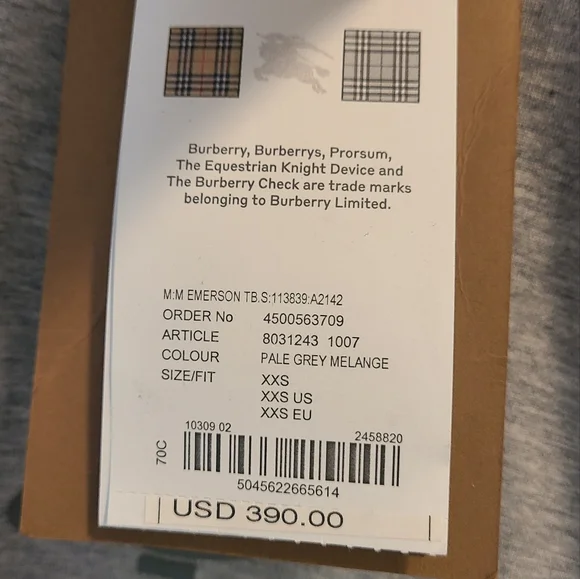 Burberry, Burberrys, Prorsum,
The Equestrian Knight Device and
The Burberry Check are trade marks
belonging to Burberry Limited.
M:M EMERSON TB.S:113839:A2142
ORDER No 4500563709
ARTICLE 8031243 1007
COLOUR PALE GREY MELANGE
SIZE/FIT XXS
XXS US
XXS EU
10309 02 2458820
70C
5045622665614
USD 390.00